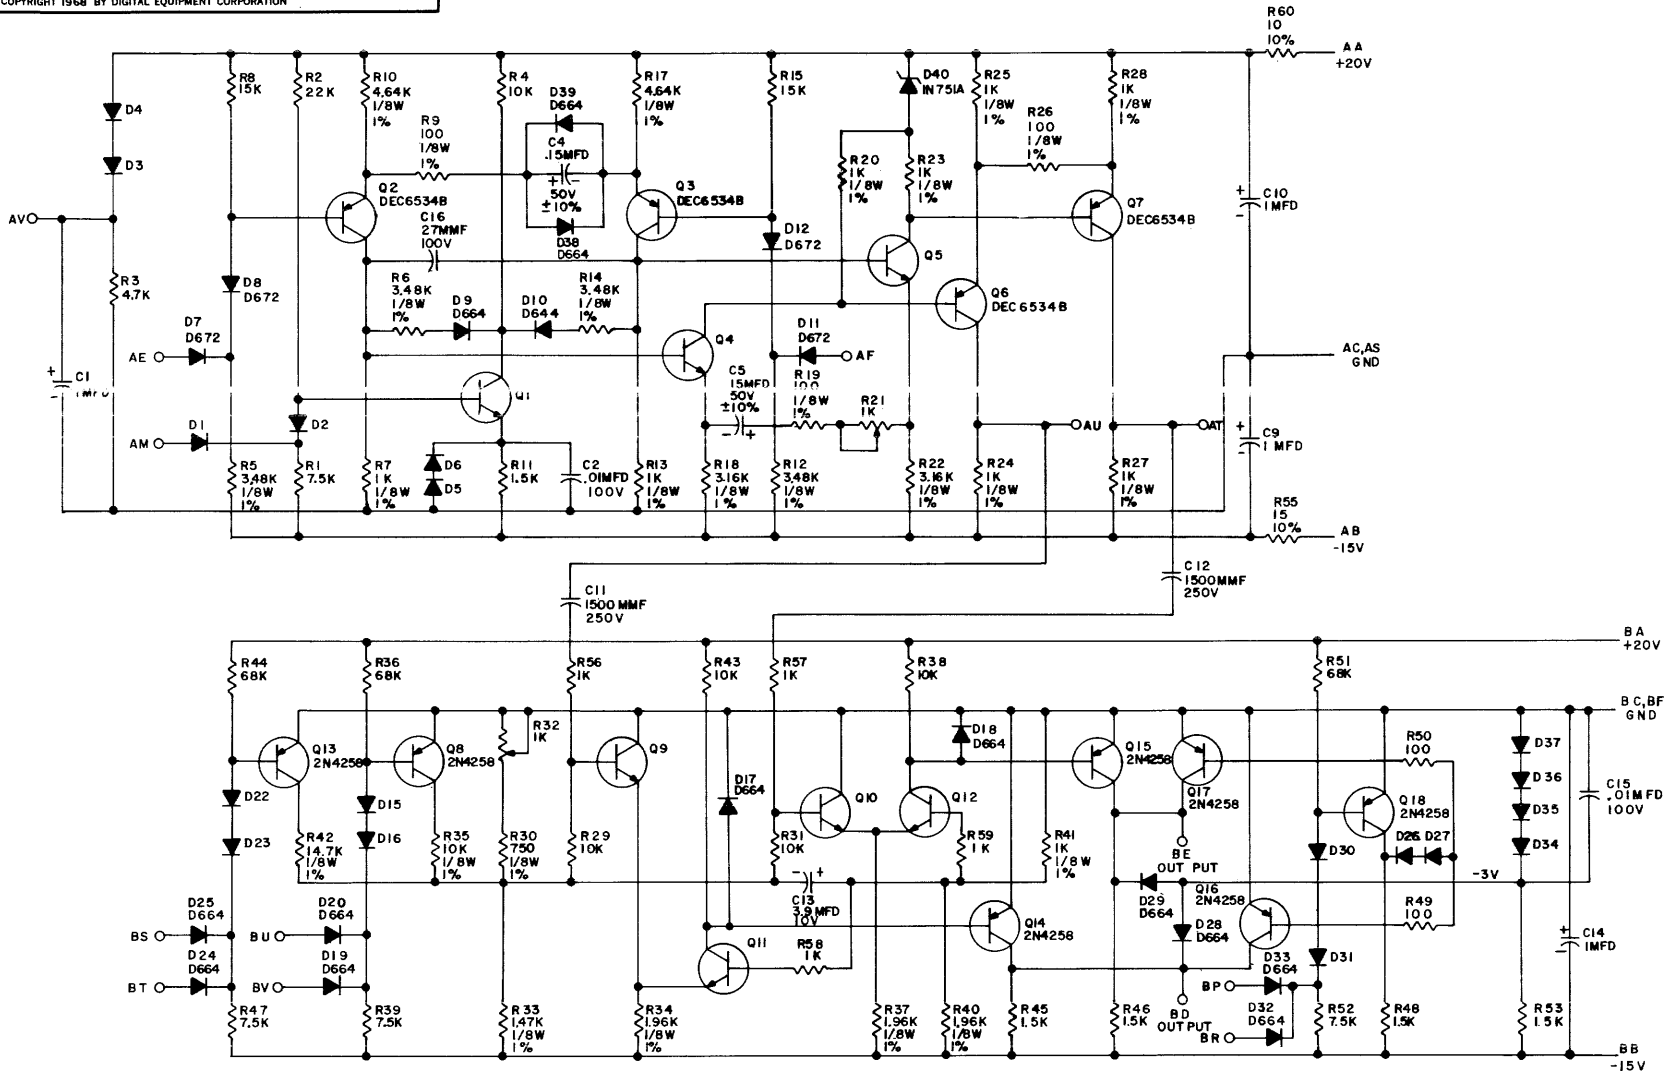 COPYRIGHT 1968 BY DIGITAL EQUIPMENT CORPORATION
R60
10
10%
AA
+20V
R8
15K
R2
22K
R10
4.64K
1/8W
1%
R4
10K
R17
4.64K
1/8W
1%
R15
15K
D40
IN751A
R25
1K
1/8W
1%
R28
1K
1/8W
1%
D4
D3
R9
100
1/8W
1%
D39
D664
C4
.15MFD
+ -
50V
±10%
D38
D664
R20
1K
1/8W
1%
R23
1K
1/8W
1%
R26
100
1/8W
1%
AV
Q2
DEC6534B
C16
27MMF
100V
Q3
DEC6534B
D12
D672
Q5
Q7
DEC6534B
+
-
C10
1MFD
R3
4.7K
D8
D672
R6
3.48K
1/8W
1%
D9
D664
D10
D644
R14
3.48K
1/8W
1%
Q6
DEC6534B
D7
D672
AE
Q4
D11
D672
AF
AC,AS
GND
+
-
C1
1MFD
Q1
C5
.15MFD
50V
±10%
- +
R19
100
1/8W
1%
R21
1K
AU
AT
+
-
C9
1 MFD
D1
AM
D2
R5
3.48K
1/8W
1%
R1
7.5K
R7
1K
1/8W
1%
D6
D5
R11
1.5K
C2
.01MFD
100V
R13
1K
1/8W
1%
R18
3.16K
1/8W
1%
R12
3.48K
1/8W
1%
R22
3.16K
1/8W
1%
R24
1K
1/8W
1%
R27
1K
1/8W
1%
R55
15
10%
AB
-15V
C11
1500MMF
250V
C12
1500MMF
250V
BA
+20V
R44
68K
R36
68K
R56
1K
R43
10K
R57
1K
R38
10K
R51
68K
BC,BF
GND
Q13
2N4258
Q8
2N4258
R32
1K
Q9
D18
D664
Q15
2N4258
Q17
2N4258
R50
100
D37
D36
D35
D34
C15
.01MFD
100V
D22
D23
D15
D16
D17
D664
Q10
Q12
Q18
2N4258
R42
14.7K
1/8W
1%
R35
10K
1/8W
1%
R30
750
1/8W
1%
R29
10K
R31
10K
R59
1K
R41
1K
1/8W
1%
BE
OUT PUT
D30
D26
D27
-3V
- +
C13
3.9MFD
10V
D29
D664
Q16
2N4258
D28
D664
R49
100
D25
D664
BS
D20
D664
BU
Q14
2N4258
+
-
C14
1MFD
D24
D664
BT
D19
D664
BV
Q11
R58
1K
D33
D664
BP
D31
BD
OUT PUT
D32
D664
BR
R47
7.5K
R39
7.5K
R33
1.47K
1/8W
1%
R34
1.96K
1/8W
1%
R37
1.96K
1/8W
1%
R40
1.96K
1/8W
1%
R45
1.5K
R46
1.5K
R52
7.5K
R48
1.5K
R53
1.5K
BB
-15V